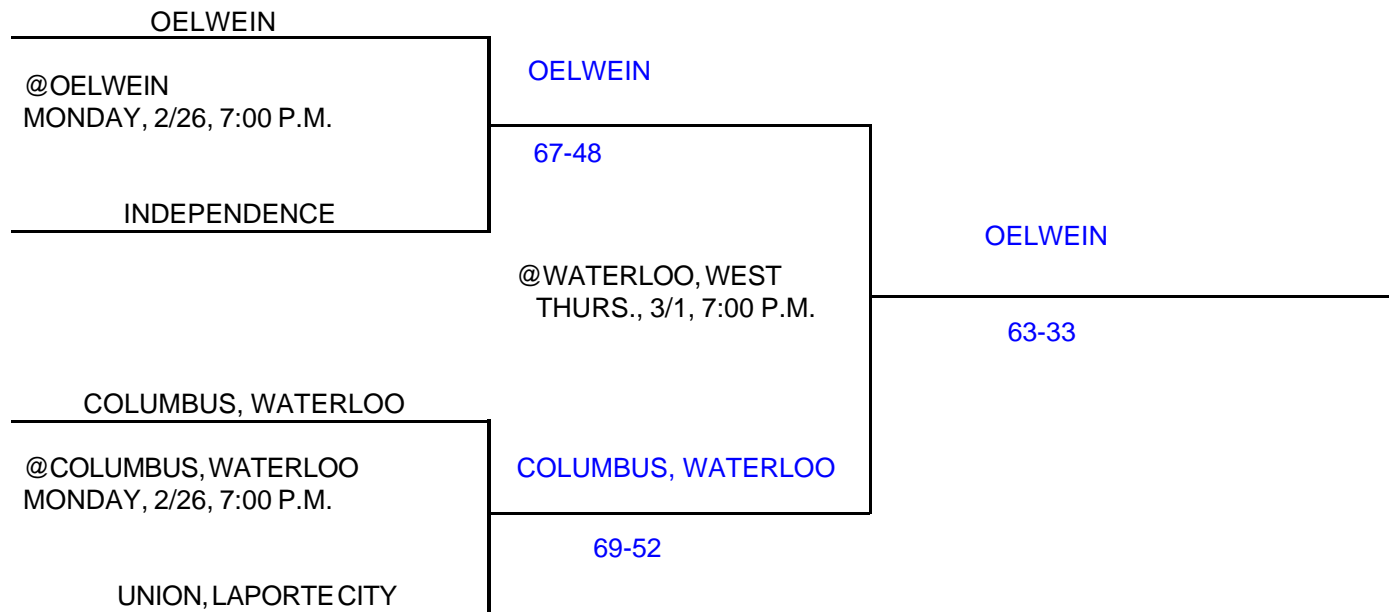 OELWEIN
@OELWEIN
MONDAY, 2/26, 7:00 P.M.
OELWEIN
67-48
INDEPENDENCE
@WATERLOO, WEST
THURS., 3/1, 7:00 P.M.
OELWEIN
63-33
COLUMBUS, WATERLOO
@COLUMBUS, WATERLOO
MONDAY, 2/26, 7:00 P.M.
COLUMBUS, WATERLOO
69-52
UNION, LAPORTE CITY